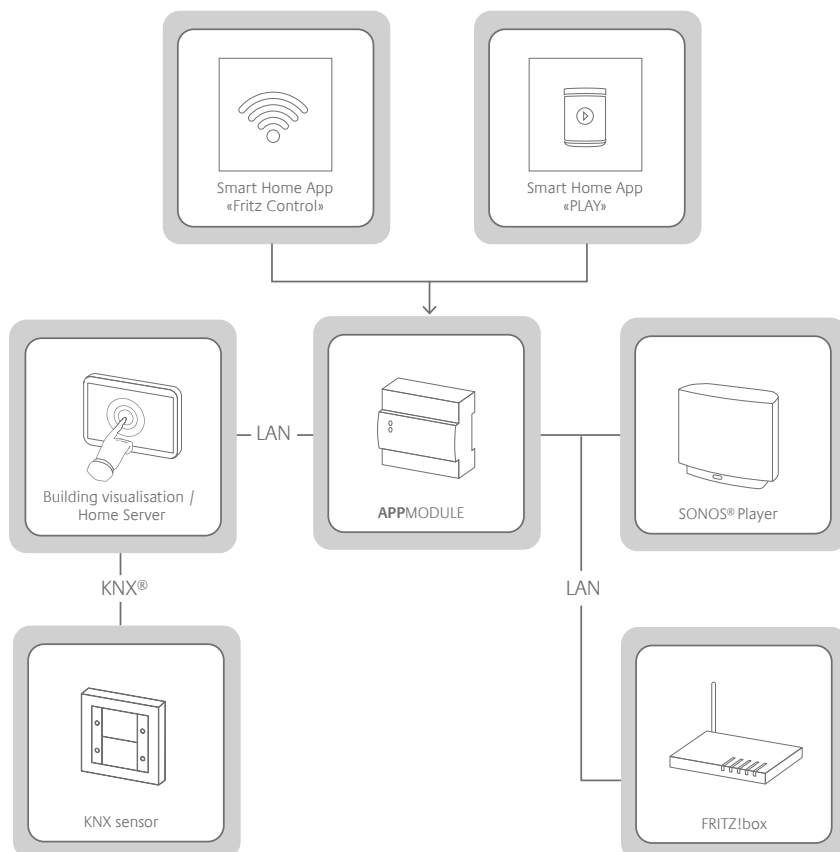 Smart Home App
«Fritz Control»
Smart Home App
«PLAY»
LAN
Building visualisation /
Home Server
APPMODULE
SONOS® Player
KNX®
LAN
KNX sensor
FRITZ!box